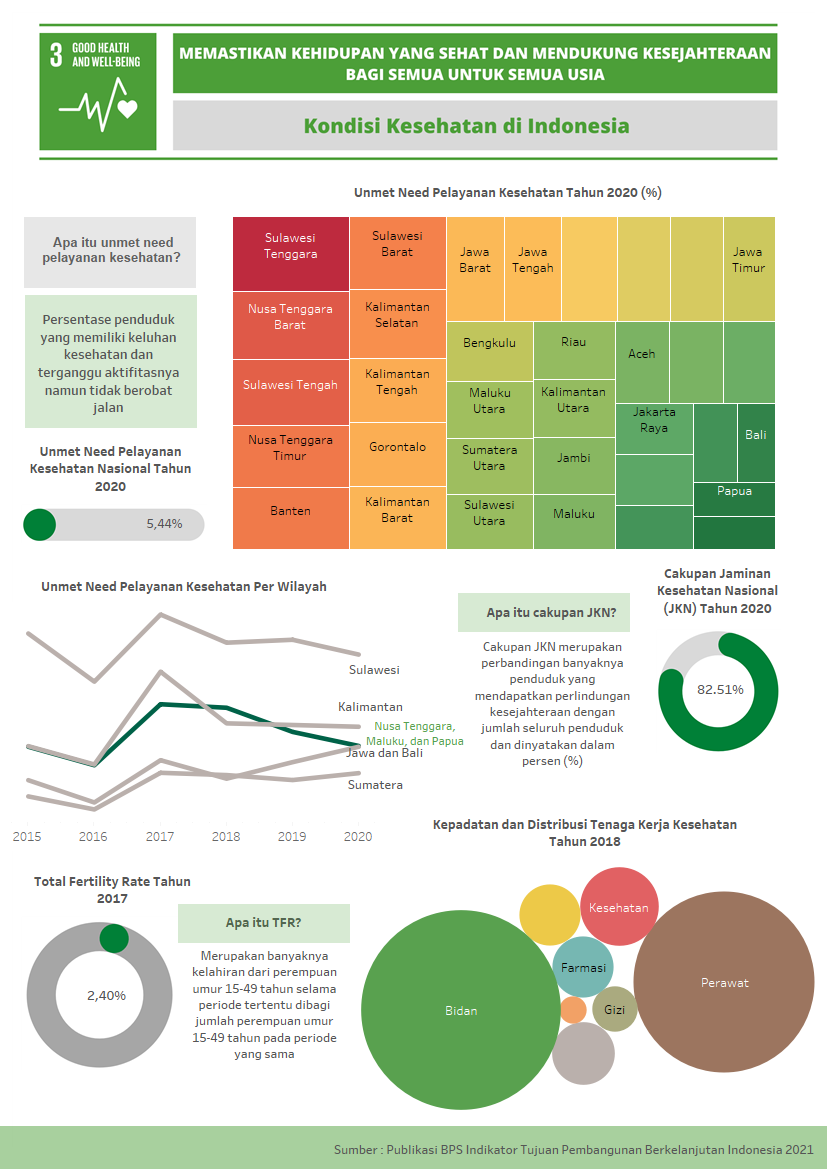 3 GOOD HEALTH
AND WELL-BEING
MEMASTIKAN KEHIDUPAN YANG SEHAT DAN MENDUKUNG KESEJAHTERAAN
BAGI SEMUA UNTUK SEMUA USIA
Kondisi Kesehatan di Indonesia
Unmet Need Pelayanan Kesehatan Tahun 2020 (%)
Apa itu unmet need
pelayanan kesehatan?
Persentase penduduk
yang memiliki keluhan
kesehatan dan
terganggu aktifitasnya
namun tidak berobat
jalan
Unmet Need Pelayanan
Kesehatan Nasional Tahun
2020
5,44%
Sulawesi
Tenggara
Nusa Tenggara
Barat
Sulawesi Tengah
Nusa Tenggara
Timur
Banten
Sulawesi
Barat
Kalimantan
Selatan
Kalimantan
Tengah
Gorontalo
Kalimantan
Barat
Jawa
Barat
Jawa
Tengah
Jawa
Timur
Bengkulu
Maluku
Utara
Sumatera
Utara
Sulawesi
Utara
Riau
Kalimantan
Utara
Jambi
Maluku
Aceh
Jakarta
Raya
Bali
Papua
Unmet Need Pelayanan Kesehatan Per Wilayah
Sulawesi
Kalimantan
Nusa Tenggara,
Maluku, dan Papua
Jawa dan Bali
Sumatera
2015 2016 2017 2018 2019 2020
Apa itu cakupan JKN?
Cakupan JKN merupakan
perbandingan banyaknya
penduduk yang
mendapatkan perlindungan
kesejahteraan dengan
jumlah seluruh penduduk
dan dinyatakan dalam
persen (%)
Cakupan Jaminan
Kesehatan Nasional
(JKN) Tahun 2020
82.51%
Total Fertility Rate Tahun
2017
2,40%
Apa itu TFR?
Merupakan banyaknya
kelahiran dari perempuan
umur 15-49 tahun selama
periode tertentu dibagi
jumlah perempuan umur
15-49 tahun pada periode
yang sama
Kepadatan dan Distribusi Tenaga Kerja Kesehatan
Tahun 2018
Kesehatan
Farmasi
Gizi
Bidan
Perawat
Sumber : Publikasi BPS Indikator Tujuan Pembangunan Berkelanjutan Indonesia 2021